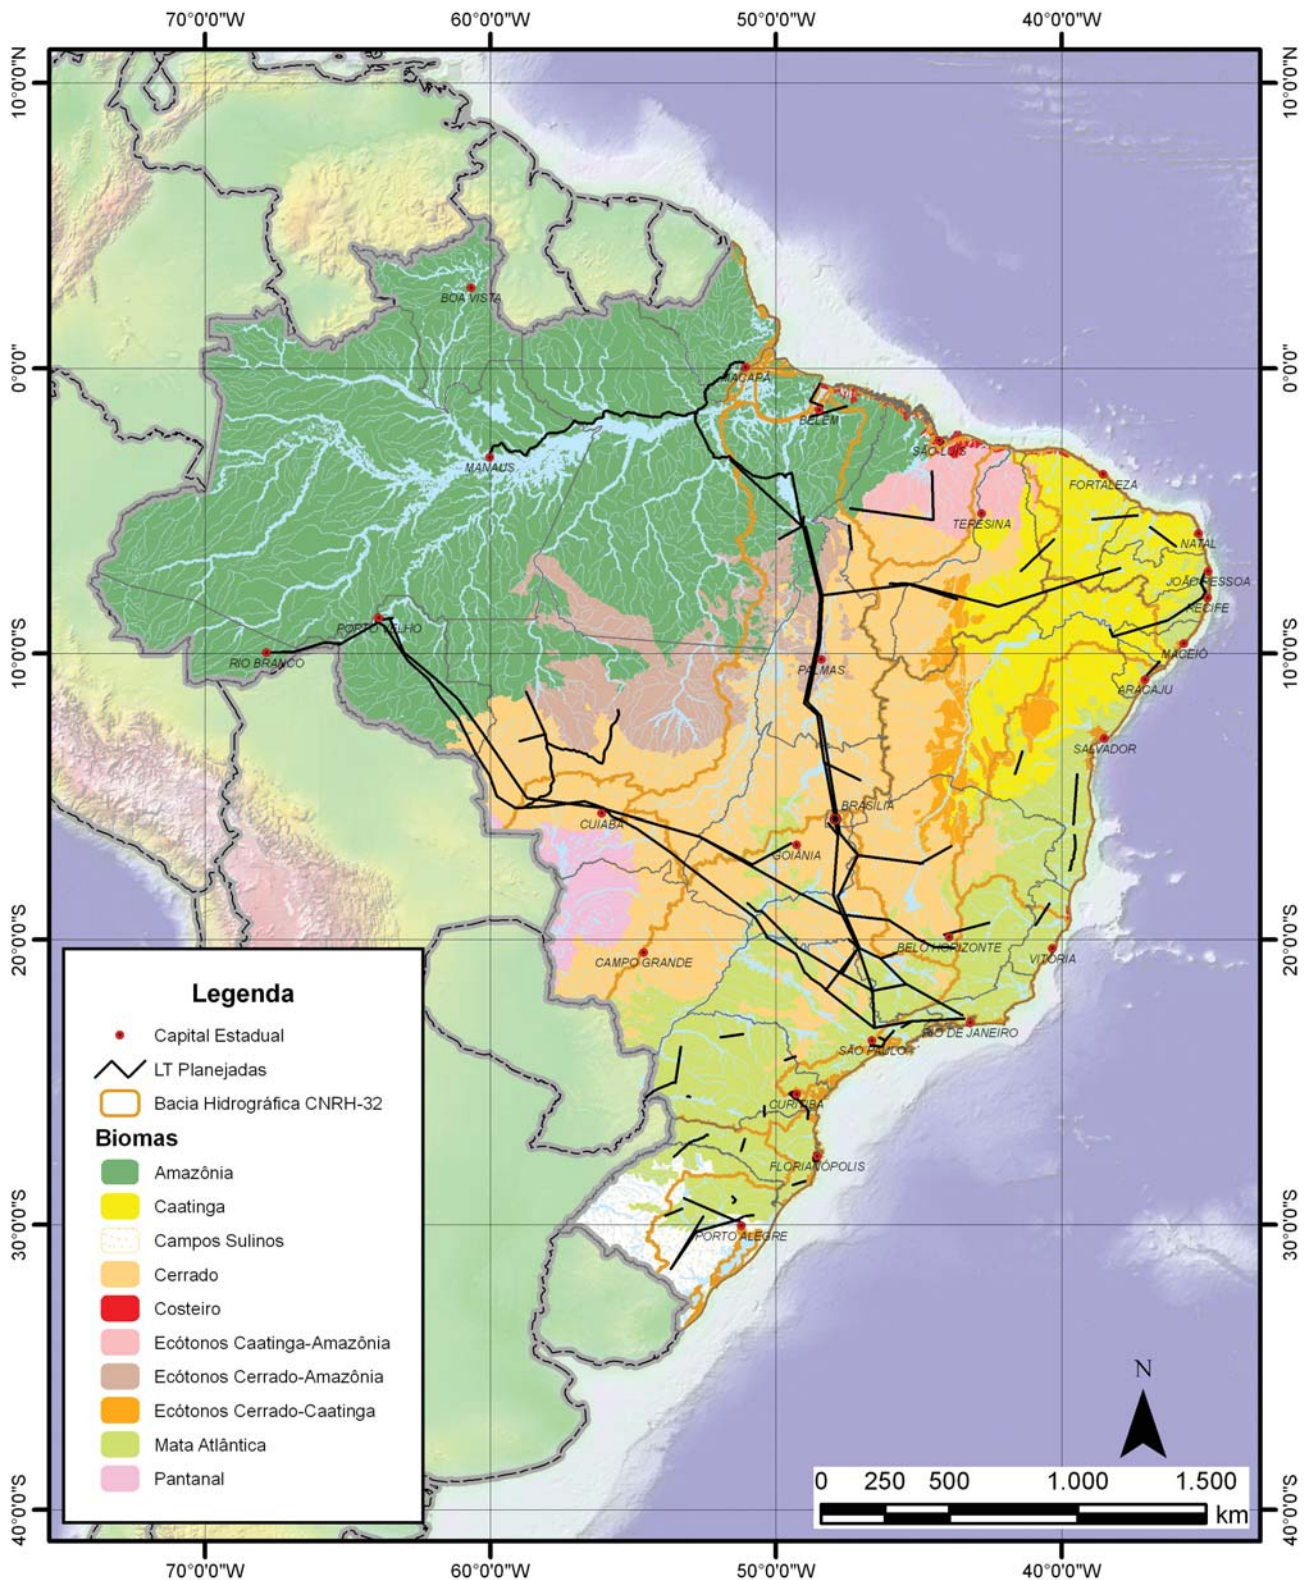 70°0'0"W 60°0'0"W 50°0'0"W 40°0'0"W
10°0'0"N 10°0'0"N
BOA VISTA
0°0'0" 0°0'0"
MACAPÁ
BELÉM
SÃO LUÍS
MANAUS
FORTALEZA
TERESINA
NATAL
JOÃO PESSOA
RECIFE
PORTO VELHO
MACEIÓ
10°0'0"S 10°0'0"S
RIO BRANCO
PALMAS
ARACAJU
SALVADOR
BRASÍLIA
CUIABÁ
GOIÂNIA
20°0'0"S 20°0'0"S
BELO HORIZONTE
VITÓRIA
CAMPO GRANDE
RIO DE JANEIRO
SÃO PAULO
CURITIBA
FLORIANÓPOLIS
30°0'0"S 30°0'0"S
PORTO ALEGRE
Legenda
Capital Estadual
LT Planejadas
Bacia Hidrográfica CNRH-32
Biomas
Amazônia
Caatinga
Campos Sulinos
Cerrado
Costeiro
Ecótonos Caatinga-Amazônia
Ecótonos Cerrado-Amazônia
Ecótonos Cerrado-Caatinga
Mata Atlântica
Pantanal
N
0 250 500 1.000 1.500
km
40°0'0"S 40°0'0"S
70°0'0"W 60°0'0"W 50°0'0"W 40°0'0"W